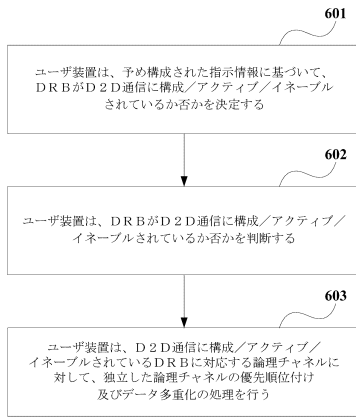 601
ユーザ装置は、予め構成された指示情報に基づいて、
DRBがD2D通信に構成／アクティブ／イネーブル
されているか否かを決定する
602
ユーザ装置は、DRBがD2D通信に構成／アクティブ／
イネーブルされているか否かを判断する
603
ユーザ装置は、D2D通信に構成／アクティブ／
イネーブルされているDRBに対応する論理チャネルに
対して、独立した論理チャネルの優先順位付け
及びデータ多重化の処理を行う